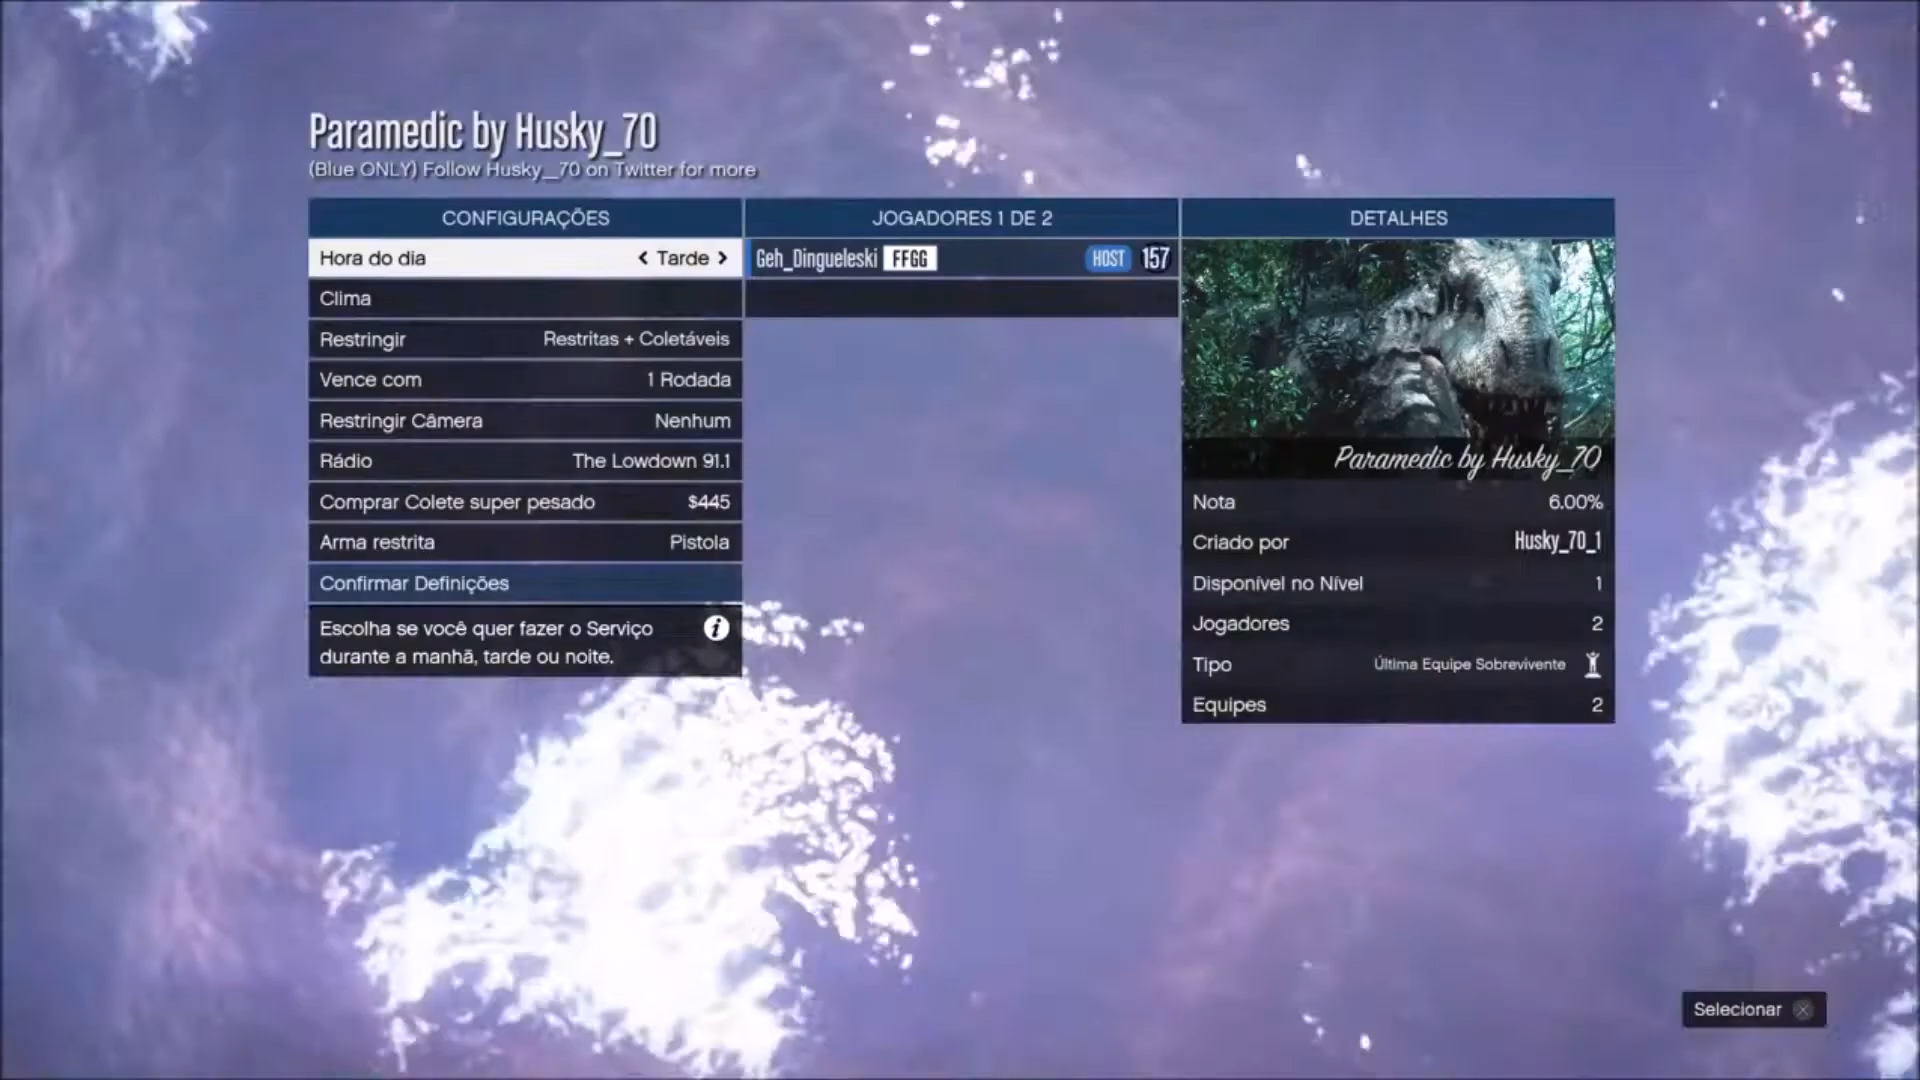 Paramedic by Husky_70
(Blue ONLY) Follow Husky__70 on Twitter for more
CONFIGURAÇÕES
Hora do dia < Tarde >
Clima
Restringir Restritas + Coletáveis
Vence com 1 Rodada
Restringir Câmera Nenhum
Rádio The Lowdown 91.1
Comprar Colete super pesado $445
Arma restrita Pistola
Confirmar Definições
Escolha se você quer fazer o Serviço
durante a manhã, tarde ou noite.
JOGADORES 1 DE 2
Geh_Dingueleski FFGG HOST 157
DETALHES
Paramedic by Husky_70
Nota 6.00%
Criado por Husky_70_1
Disponível no Nível 1
Jogadores 2
Tipo Última Equipe Sobrevivente
Equipes 2
Selecionar